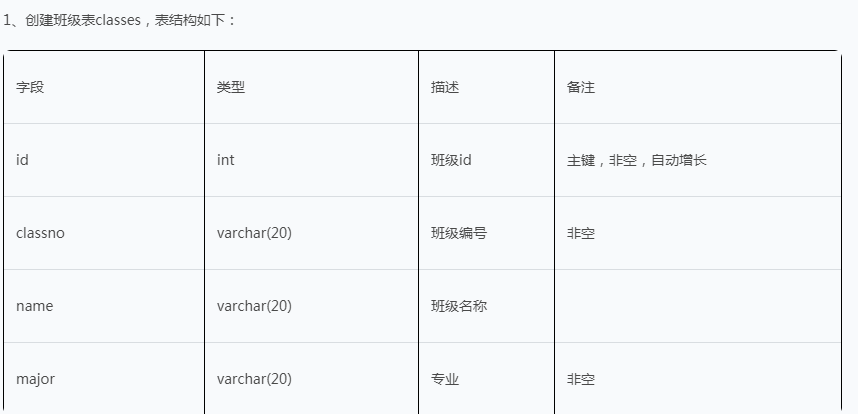 1、创建班级表classes，表结构如下：
字段 类型 描述 备注
id int 班级id 主键，非空，自动增长
classno varchar(20) 班级编号 非空
name varchar(20) 班级名称
major varchar(20) 专业 非空